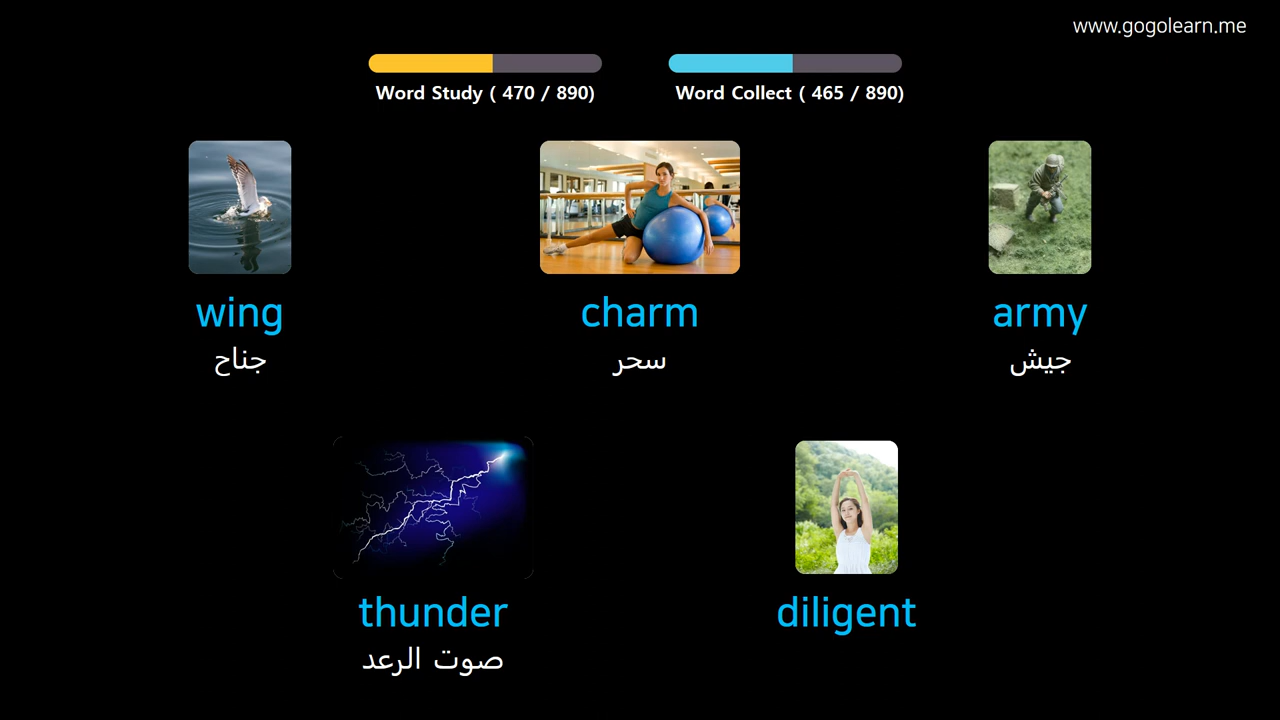 www.gogolearn.me
Word Study ( 470 / 890)
Word Collect ( 465 / 890)
wing
جناح
charm
سحر
army
جيش
thunder
صوت الرعد
diligent